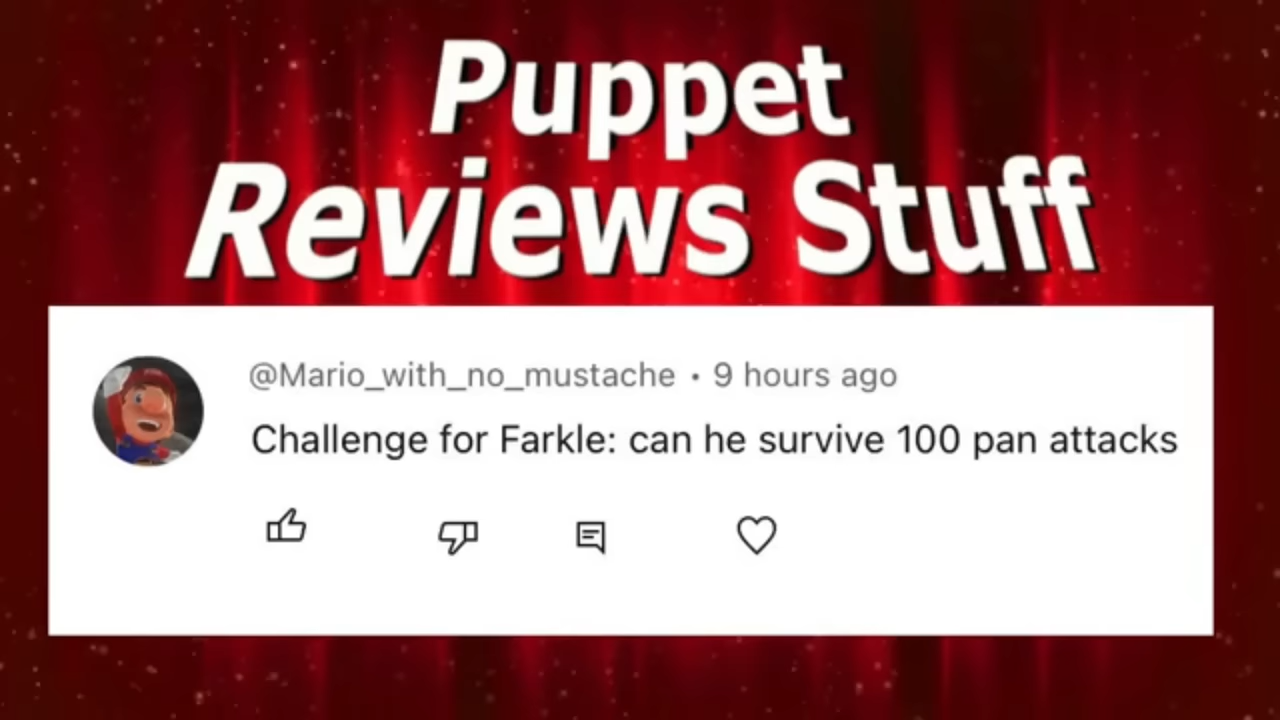 Puppet
Reviews Stuff
@Mario_with_no_mustache • 9 hours ago
Challenge for Farkle: can he survive 100 pan attacks